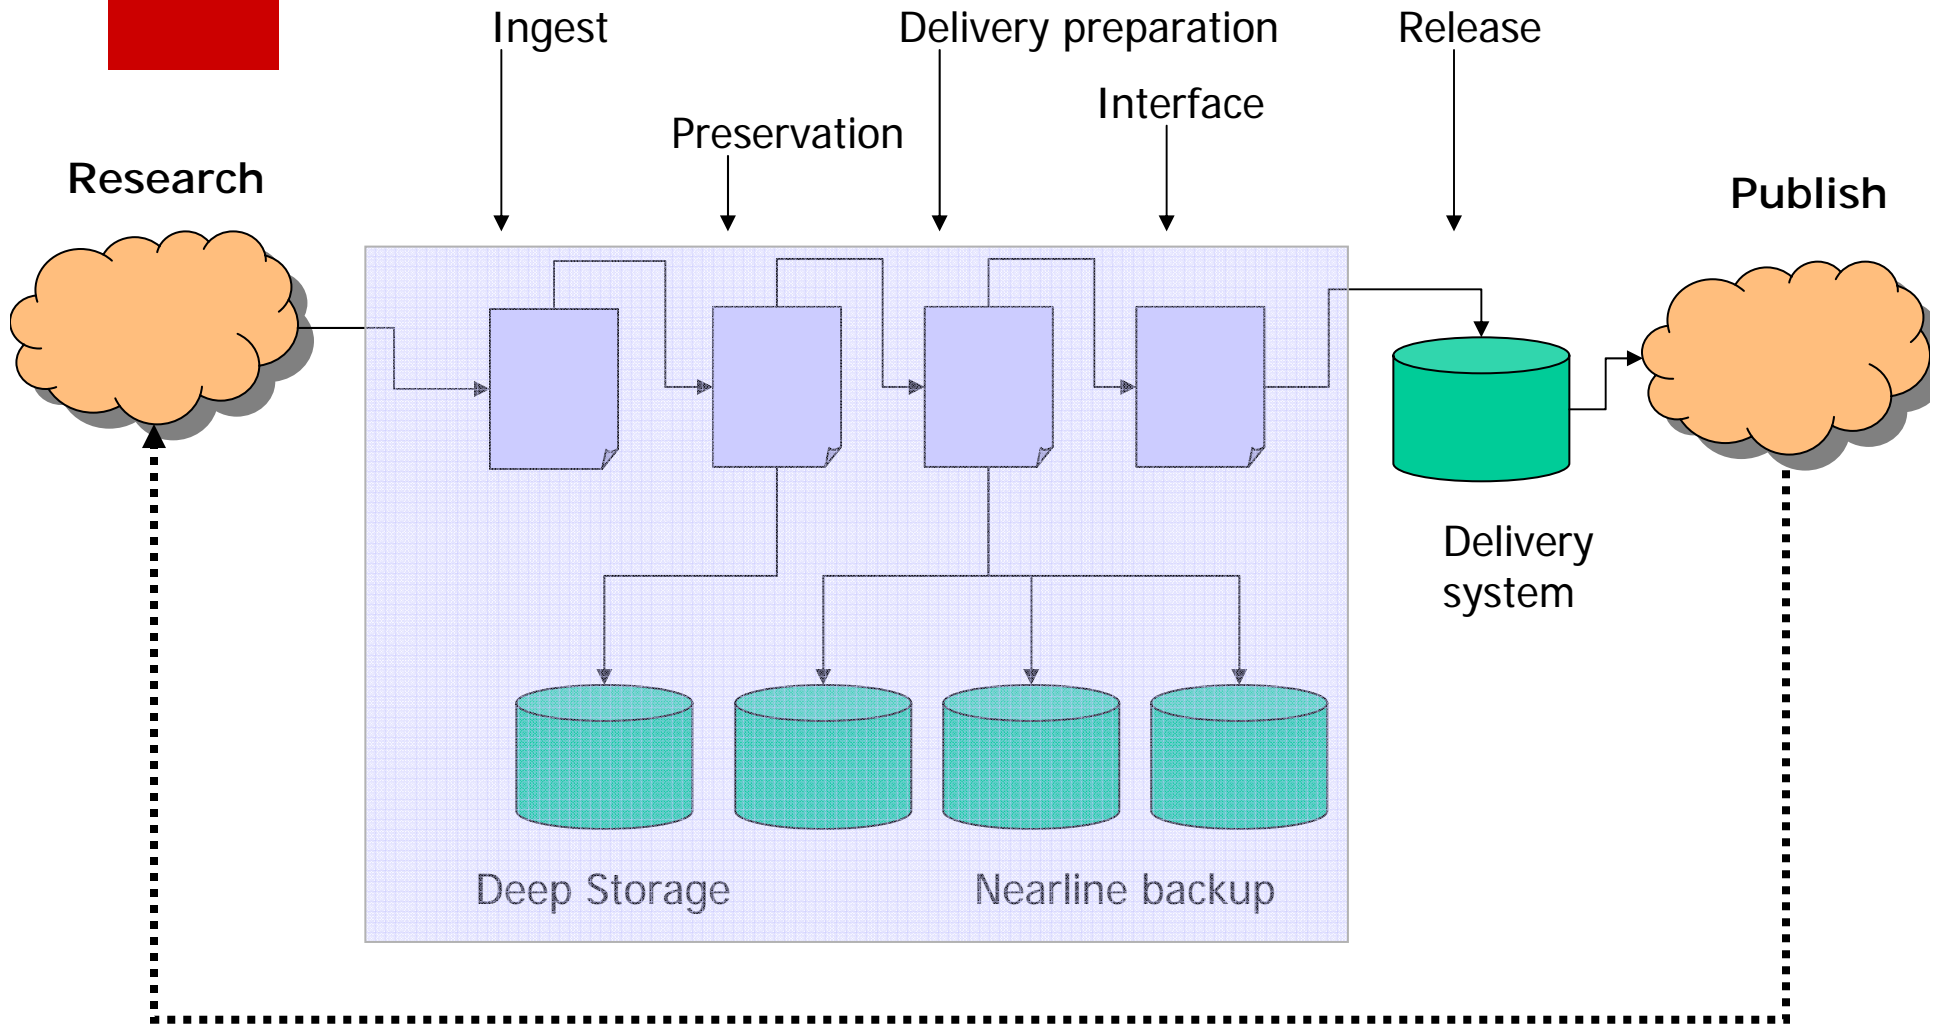 Ingest
Delivery preparation
Release
Interface
Preservation
Research
Publish
Delivery
system
Deep Storage
Nearline backup